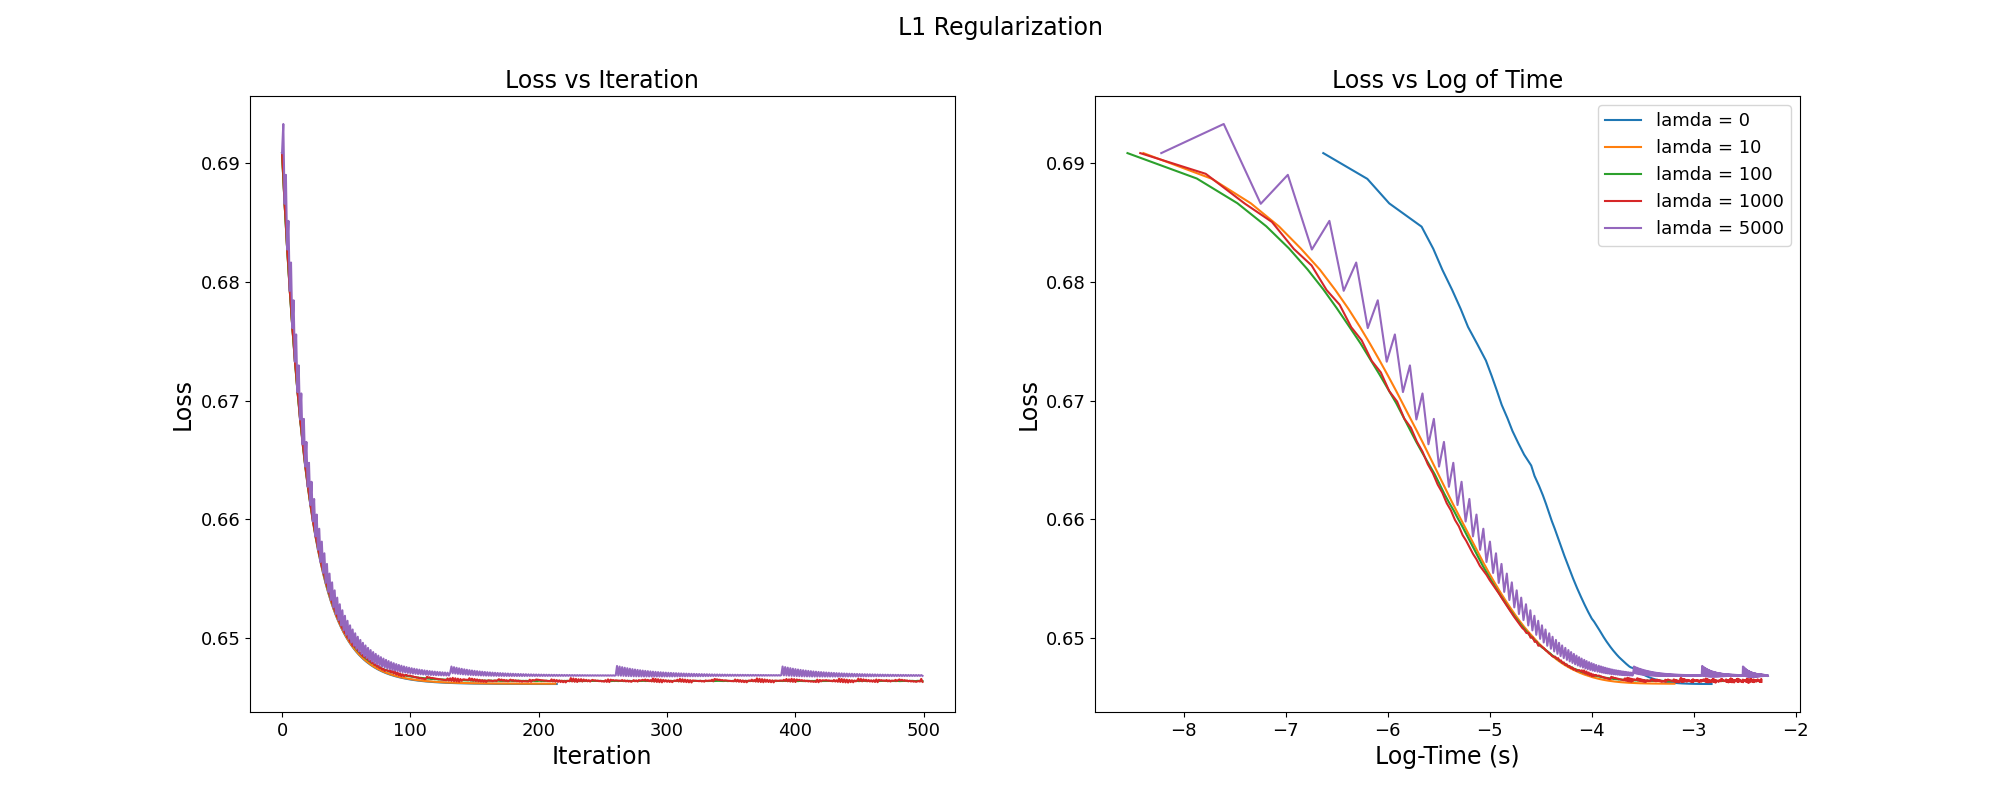 L1 Regularization
Loss vs Iteration
Loss
0.69
0.68
0.67
0.66
0.65
0
100
200
300
400
500
Iteration
Loss vs Log of Time
Loss
0.69
0.68
0.67
0.66
0.65
−8
−7
−6
−5
−4
−3
−2
Log-Time (s)
lamda = 0
lamda = 10
lamda = 100
lamda = 1000
lamda = 5000